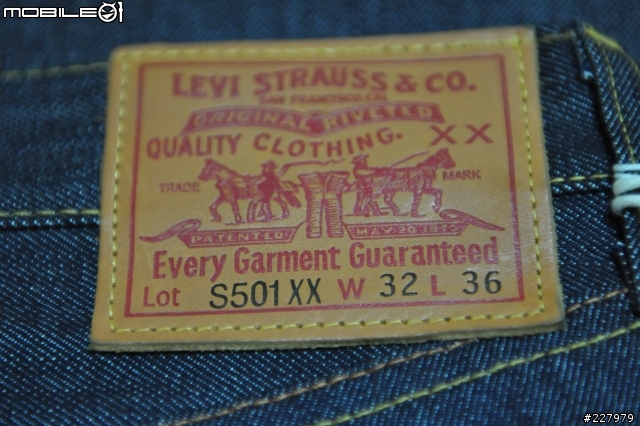 MOBILE01
LEVI STRAUSS & CO.
SAN FRANCISCO, CAL.
ORIGINAL RIVETED
QUALITY CLOTHING. XX
TRADE MARK
PATENTED MAY 20 1873
Every Garment Guaranteed
Lot S501XX W 32 L 36
#227979